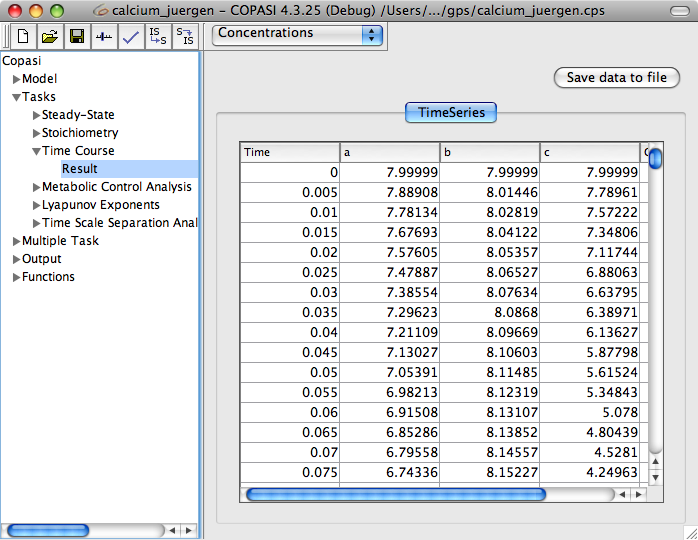 calcium_juergen - COPASI 4.3.25 (Debug) /Users/.../gps/calcium_juergen.cps
IS S
S IS
Concentrations
Copasi
Model
Tasks
Steady-State
Stoichiometry
Time Course
Result
Metabolic Control Analysis
Lyapunov Exponents
Time Scale Separation Anal
Multiple Task
Output
Functions
Save data to file
TimeSeries
Time a b c
0 7.99999 7.99999 7.99999
0.005 7.88908 8.01446 7.78961
0.01 7.78134 8.02819 7.57222
0.015 7.67693 8.04122 7.34806
0.02 7.57605 8.05357 7.11744
0.025 7.47887 8.06527 6.88063
0.03 7.38554 8.07634 6.63795
0.035 7.29623 8.0868 6.38971
0.04 7.21109 8.09669 6.13627
0.045 7.13027 8.10603 5.87798
0.05 7.05391 8.11485 5.61524
0.055 6.98213 8.12319 5.34843
0.06 6.91508 8.13107 5.078
0.065 6.85286 8.13852 4.80439
0.07 6.79558 8.14557 4.5281
0.075 6.74336 8.15227 4.24963